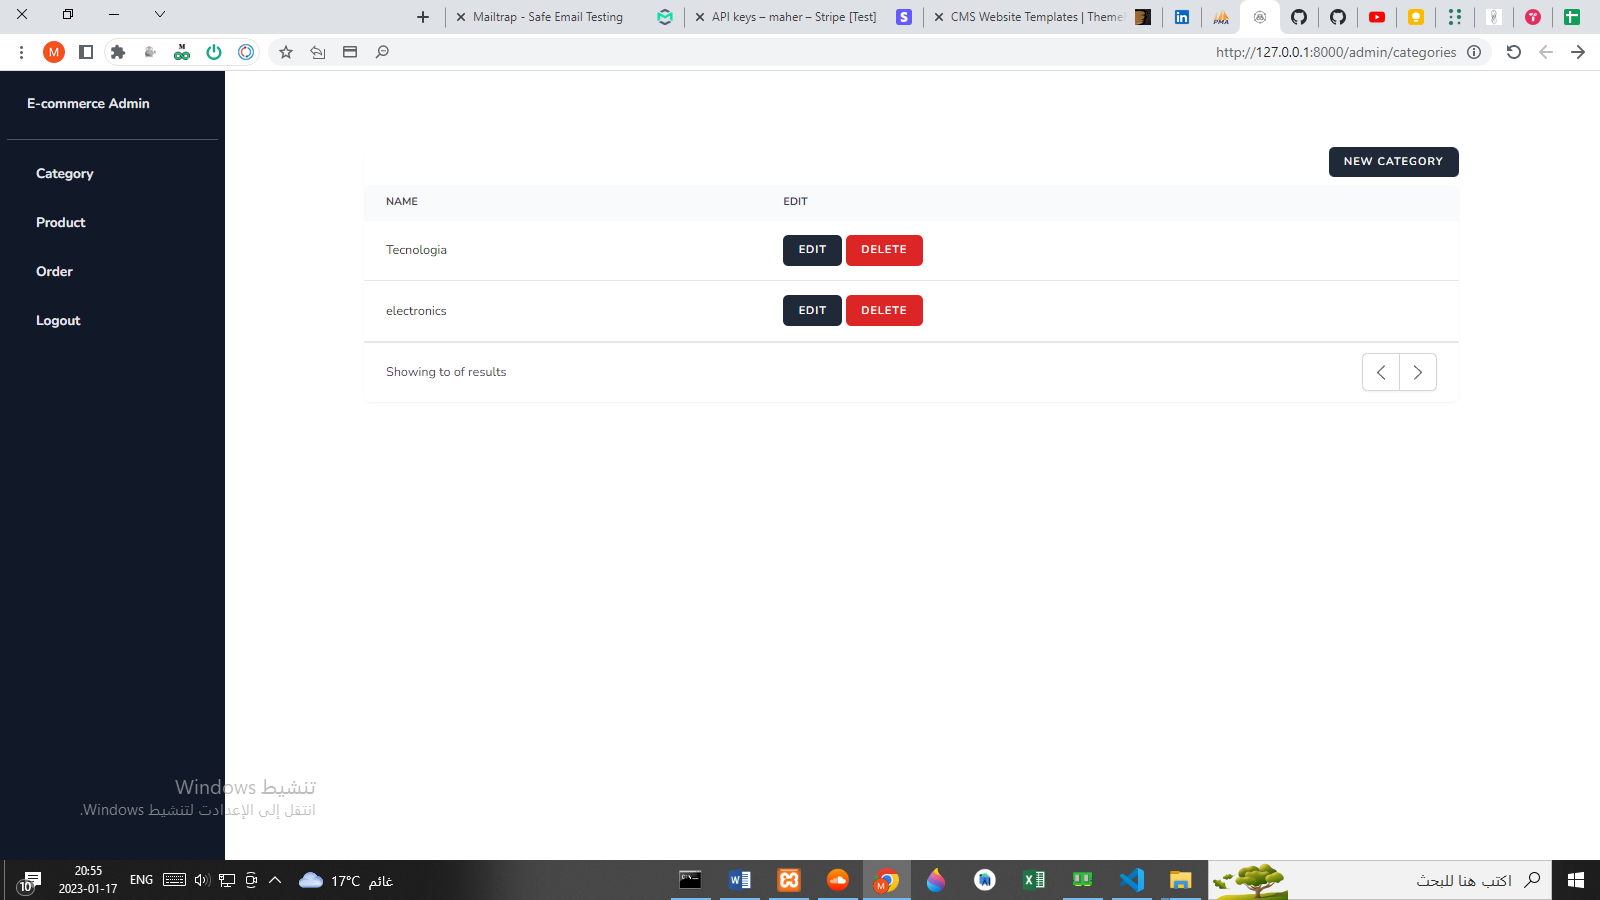 Mailtrap - Safe Email Testing
API keys – maher – Stripe [Test]
CMS Website Templates | Theme
M
http://127.0.0.1:8000/admin/categories
E-commerce Admin
Category
Product
Order
Logout
NEW CATEGORY
NAME EDIT
Tecnologia EDIT DELETE
electronics EDIT DELETE
Showing to of results
تنشيط Windows
انتقل إلى الإعدادت لتنشيط Windows.
10
20:55
2023-01-17
ENG
17°C غائم
اكتب هنا للبحث